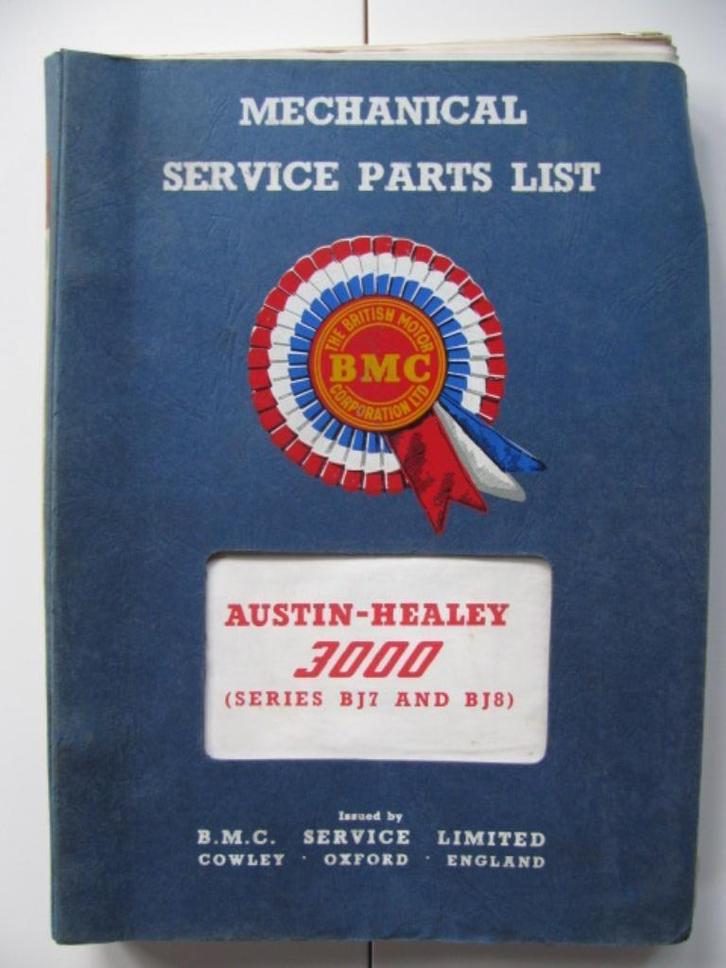 MECHANICAL
SERVICE PARTS LIST
THE BRITISH MOTOR
BMC
CORPORATION LTD
AUSTIN-HEALEY
3000
(SERIES BJ7 AND BJ8)
Issued by
B.M.C. SERVICE LIMITED
COWLEY · OXFORD · ENGLAND